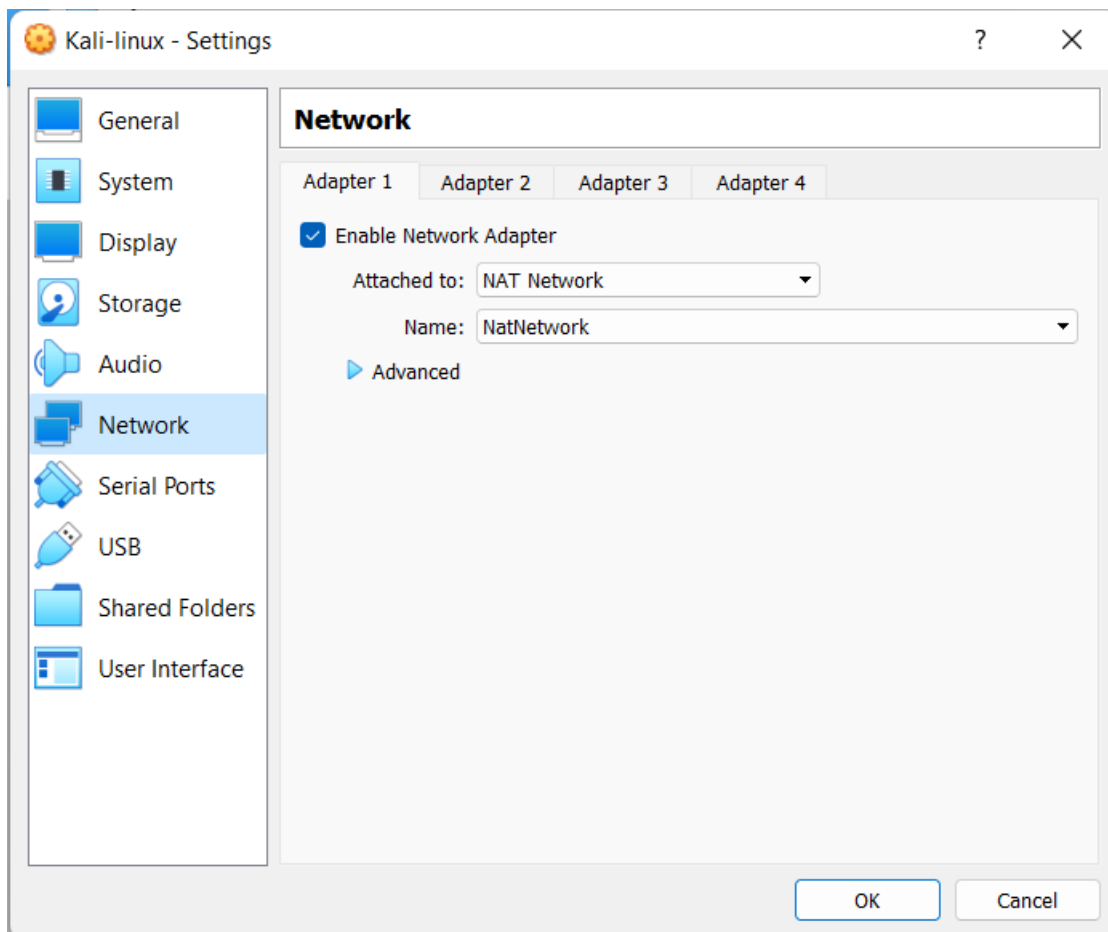 Kali-linux - Settings ?
General
System
Display
Storage
Audio
Network
Serial Ports
USB
Shared Folders
User Interface
Network
Adapter 1 Adapter 2 Adapter 3 Adapter 4
Enable Network Adapter
Attached to: NAT Network
Name: NatNetwork
Advanced
OK Cancel